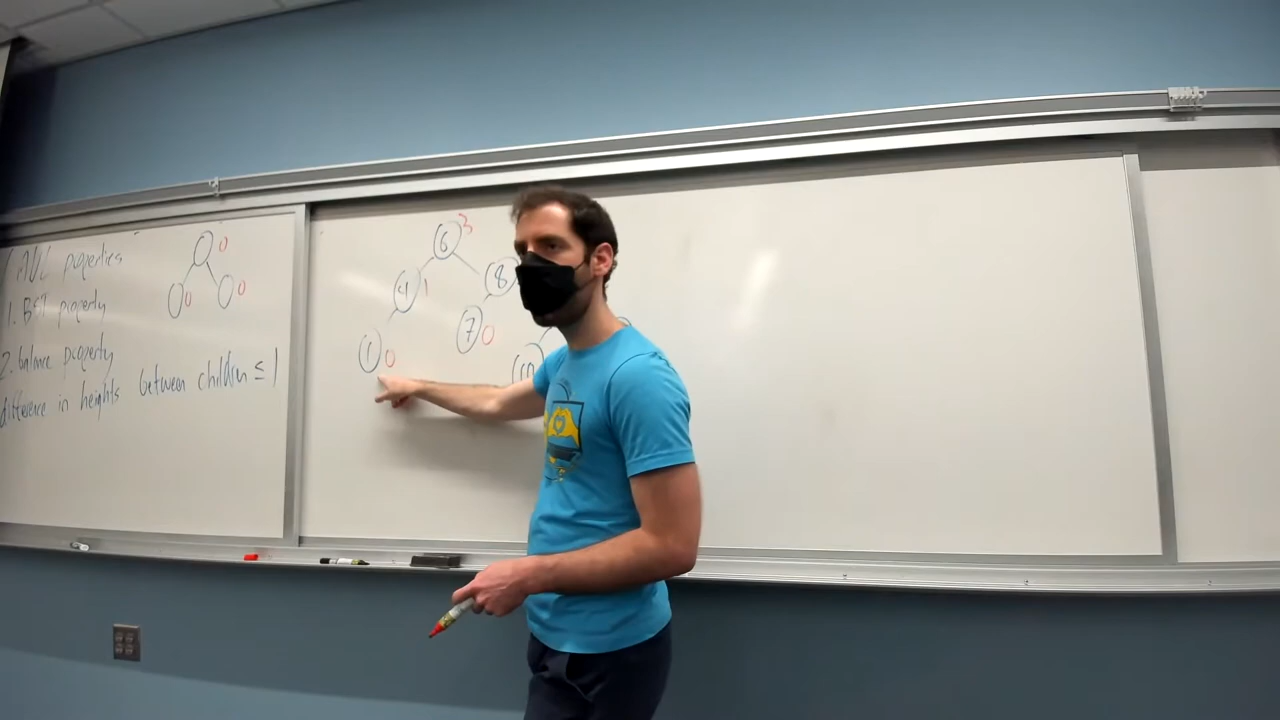 AVL properties
1. BST property
2. balance property
difference in heights between children ≤ 1
0
0 0
6 3
4 1 8
1 0 7 0
10